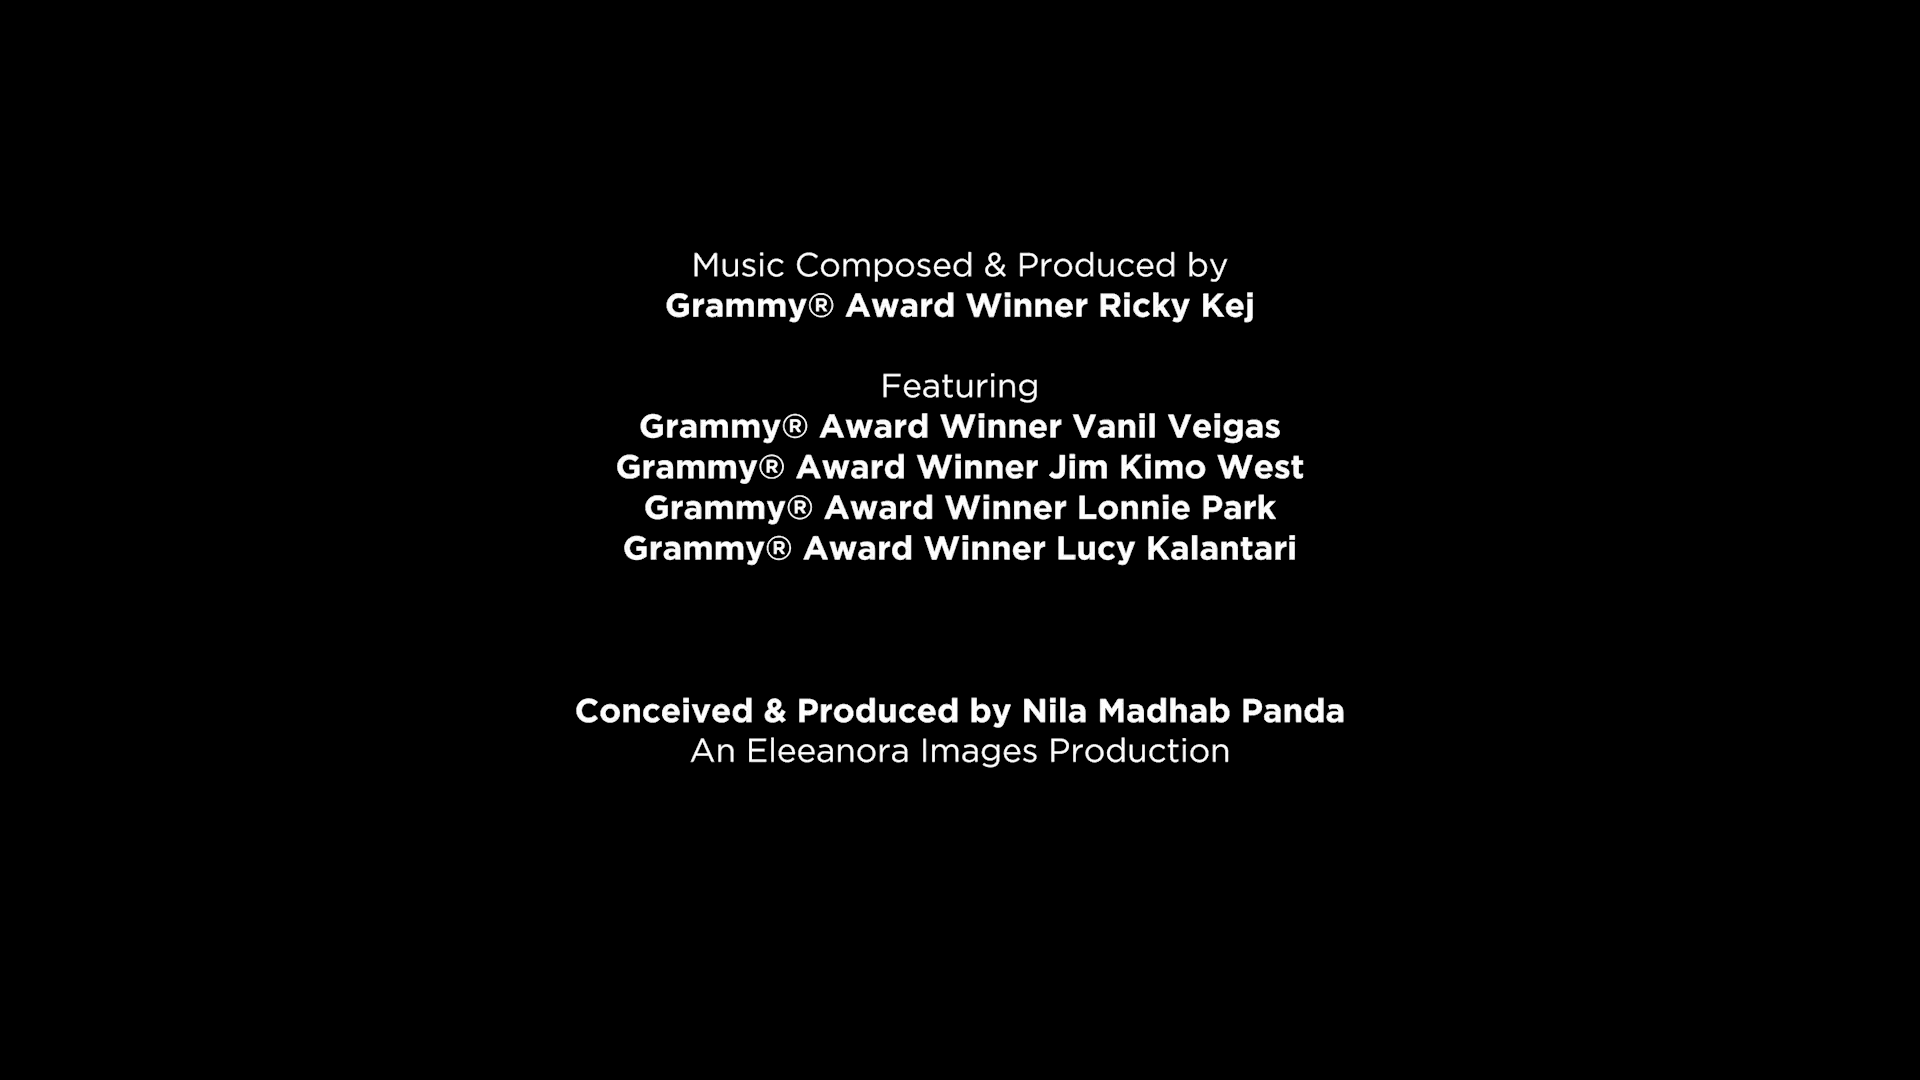 Music Composed & Produced by
Grammy® Award Winner Ricky Kej
Featuring
Grammy® Award Winner Vanil Veigas
Grammy® Award Winner Jim Kimo West
Grammy® Award Winner Lonnie Park
Grammy® Award Winner Lucy Kalantari
Conceived & Produced by Nila Madhab Panda
An Eleeanora Images Production